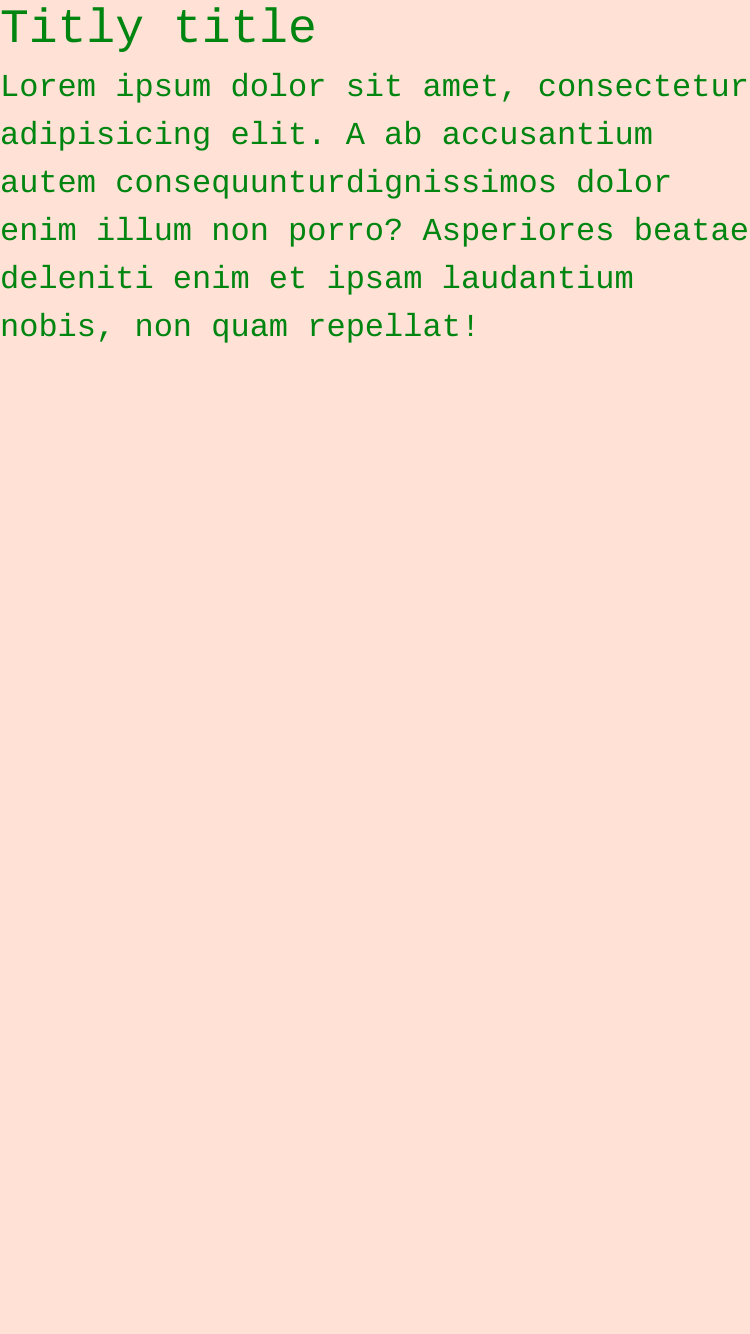 Titly title
Lorem ipsum dolor sit amet, consectetur
adipisicing elit. A ab accusantium
autem consequunturdignissimos dolor
enim illum non porro? Asperiores beatae
deleniti enim et ipsam laudantium
nobis, non quam repellat!